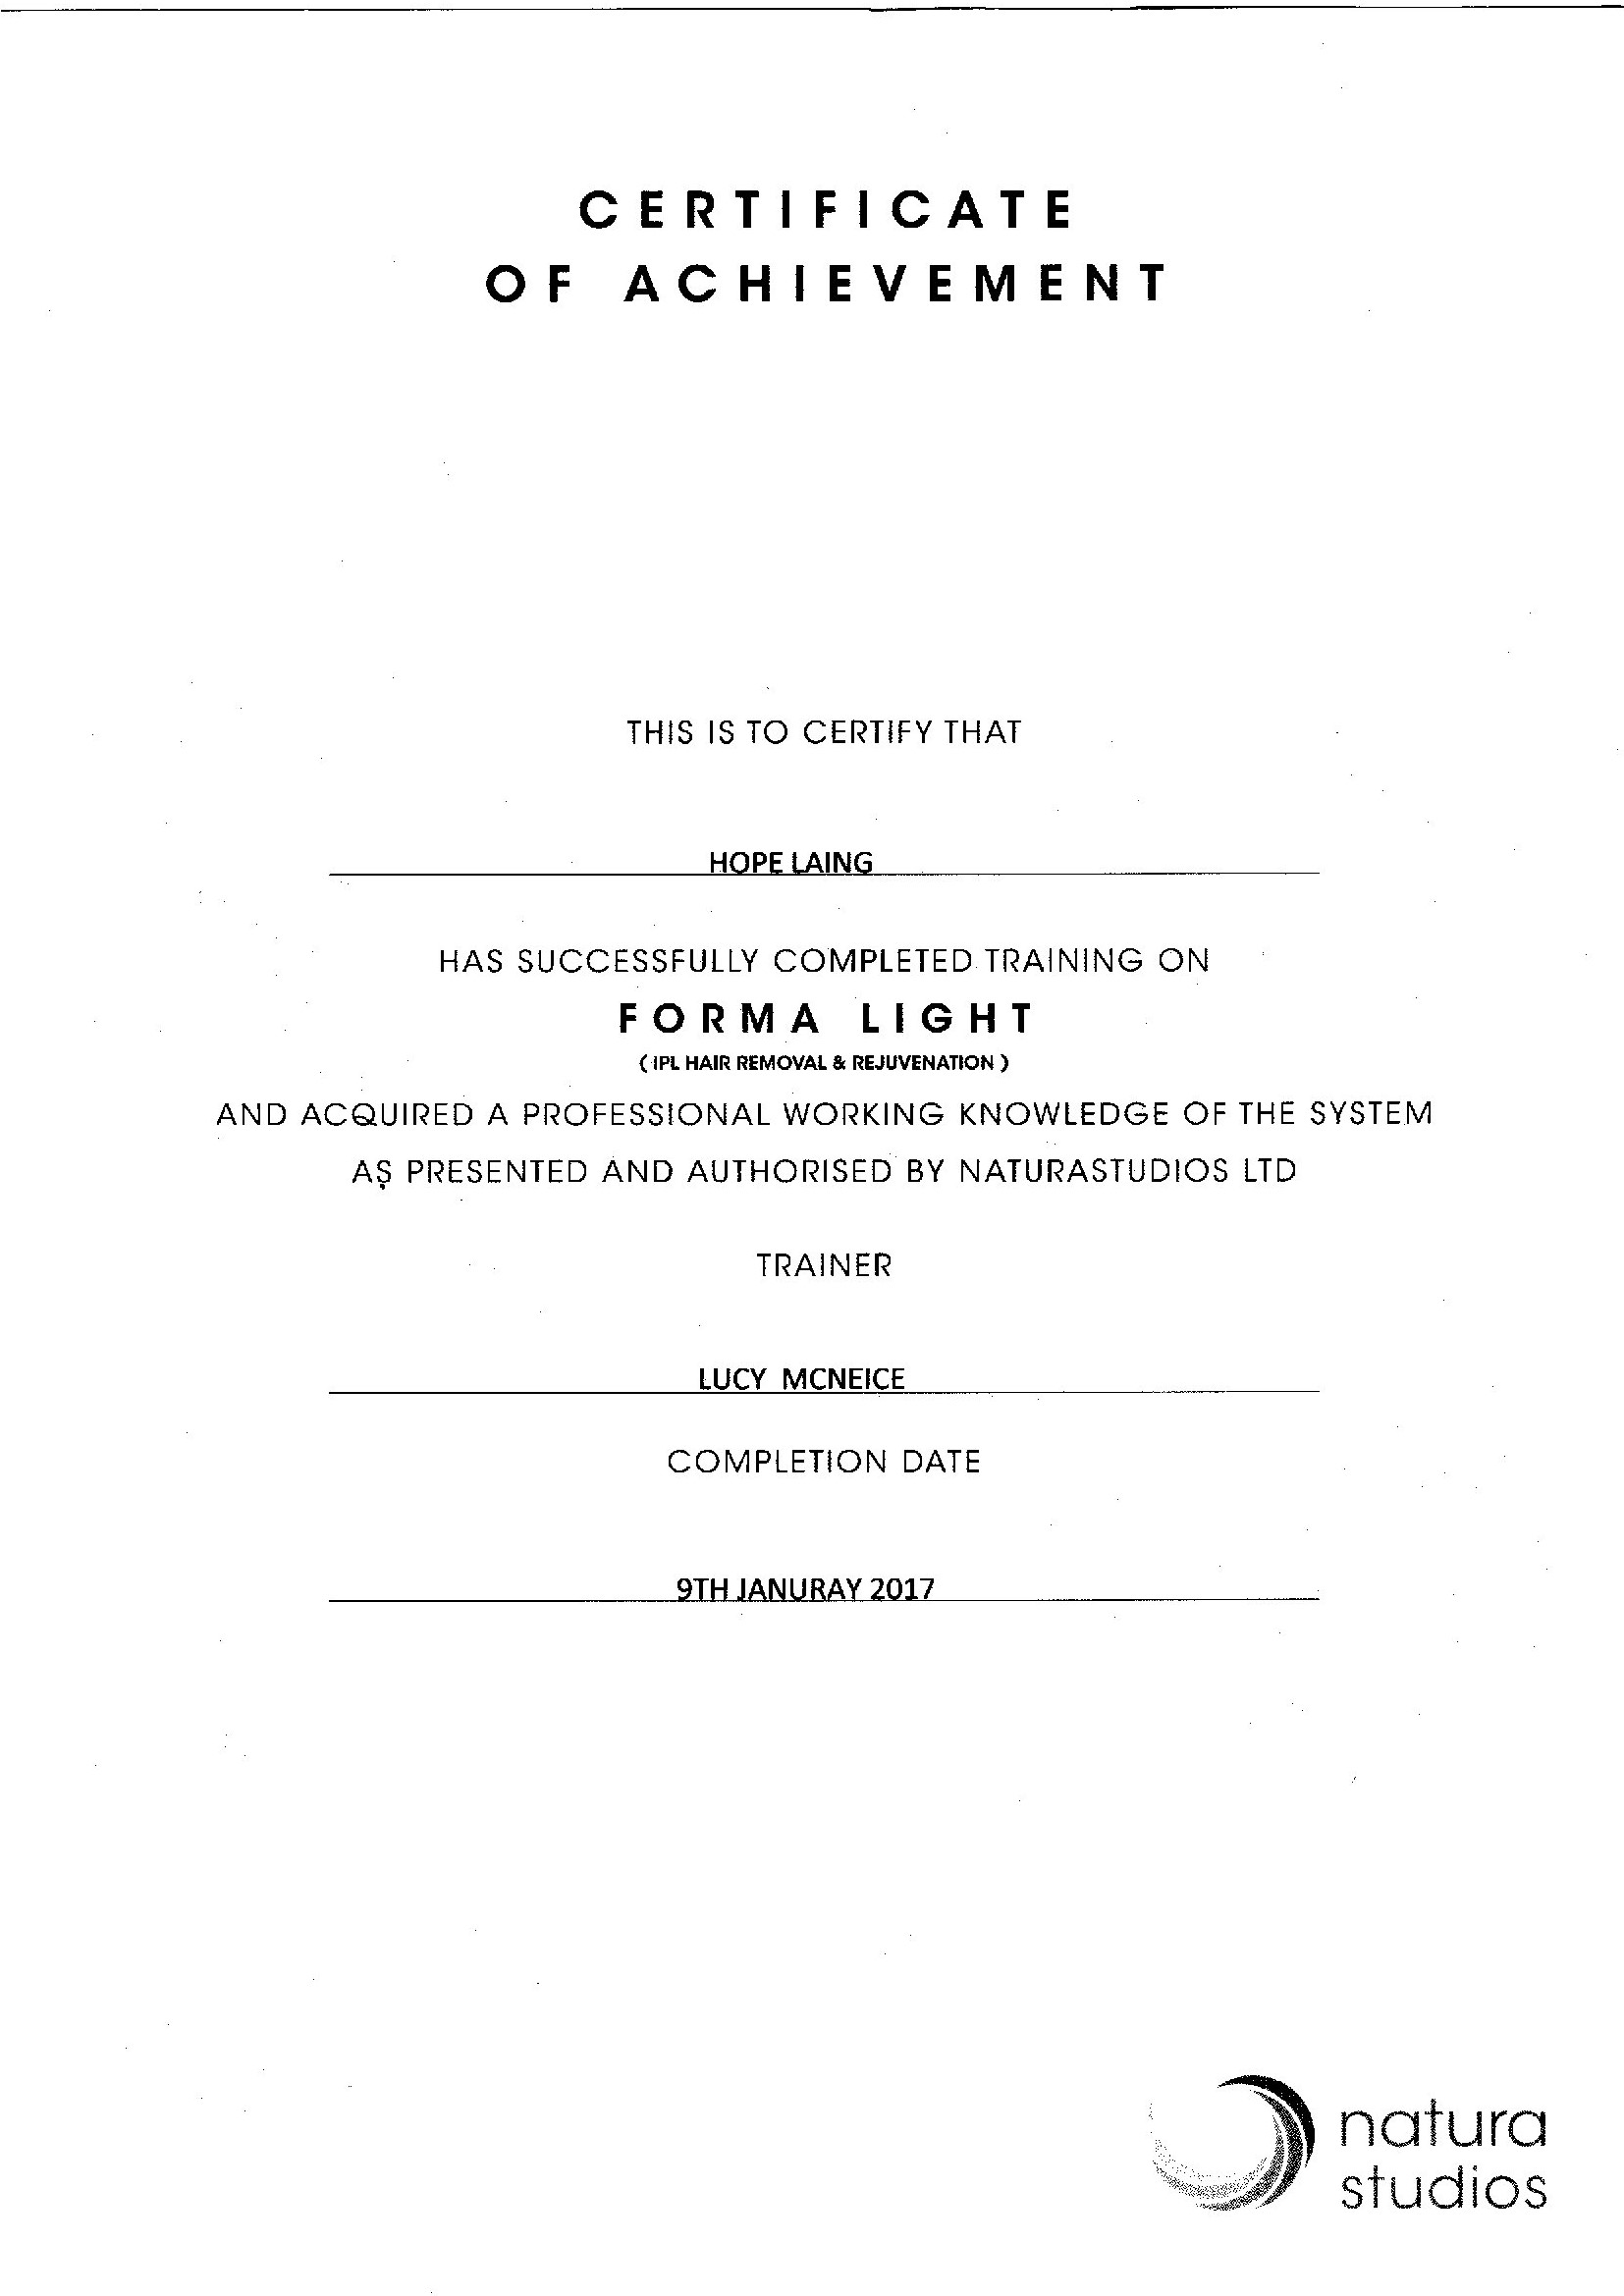 CERTIFICATE
OF ACHIEVEMENT
THIS IS TO CERTIFY THAT
HOPE LAING
HAS SUCCESSFULLY COMPLETED TRAINING ON
FORMA LIGHT
( IPL HAIR REMOVAL & REJUVENATION )
AND ACQUIRED A PROFESSIONAL WORKING KNOWLEDGE OF THE SYSTEM
AS PRESENTED AND AUTHORISED BY NATURASTUDIOS LTD
TRAINER
LUCY MCNEICE
COMPLETION DATE
9TH JANURAY 2017
natura
studios